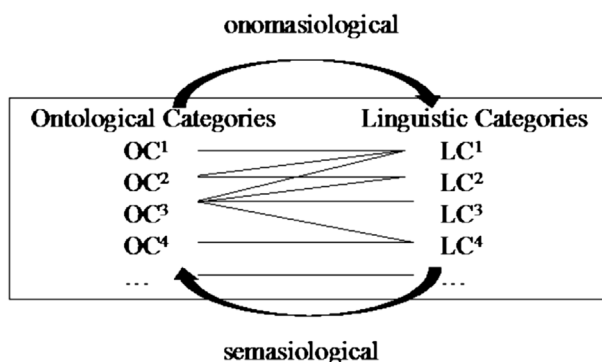 onomasiological
Ontological Categories Linguistic Categories
OC¹ LC¹
OC² LC²
OC³ LC³
OC⁴ LC⁴
... ...
semasiological